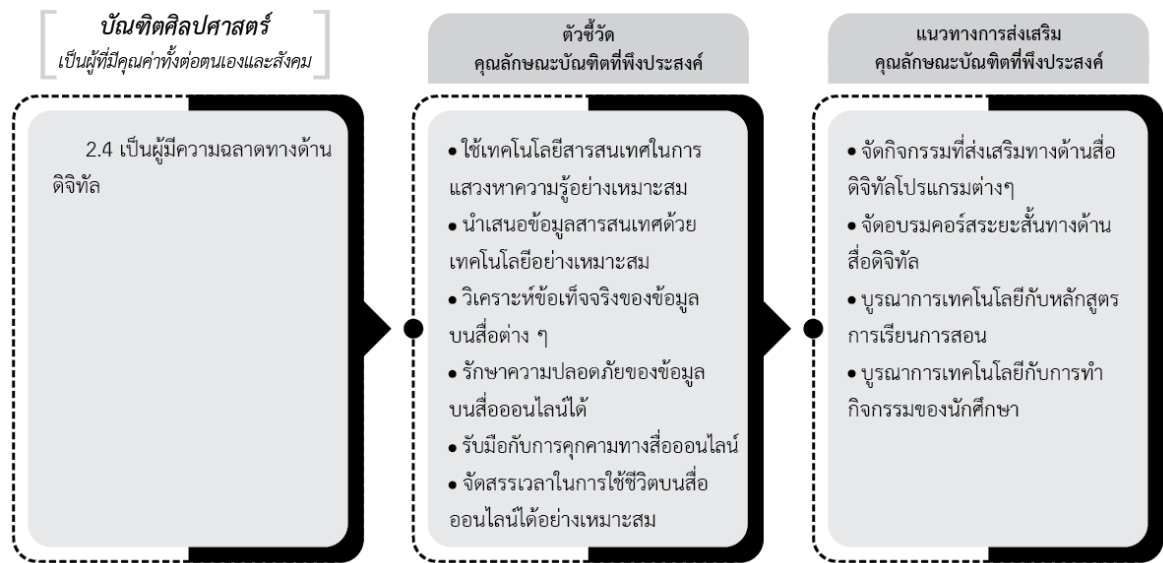 บัณฑิตศิลปศาสตร์
เป็นผู้ที่มีคุณค่าทั้งต่อตนเองและสังคม
2.4 เป็นผู้มีความฉลาดทางด้าน
ดิจิทัล
ตัวชี้วัด
คุณลักษณะบัณฑิตที่พึงประสงค์
• ใช้เทคโนโลยีสารสนเทศในการ
แสวงหาความรู้อย่างเหมาะสม
• นำเสนอข้อมูลสารสนเทศด้วย
เทคโนโลยีอย่างเหมาะสม
• วิเคราะห์ข้อเท็จจริงของข้อมูล
บนสื่อต่าง ๆ
• รักษาความปลอดภัยของข้อมูล
บนสื่อออนไลน์ได้
• รับมือกับการคุกคามทางสื่อออนไลน์
• จัดสรรเวลาในการใช้ชีวิตบนสื่อ
ออนไลน์ได้อย่างเหมาะสม
แนวทางการส่งเสริม
คุณลักษณะบัณฑิตที่พึงประสงค์
• จัดกิจกรรมที่ส่งเสริมทางด้านสื่อ
ดิจิทัลโปรแกรมต่างๆ
• จัดอบรมคอร์สระยะสั้นทางด้าน
สื่อดิจิทัล
• บูรณาการเทคโนโลยีกับหลักสูตร
การเรียนการสอน
• บูรณาการเทคโนโลยีกับการทำ
กิจกรรมของนักศึกษา